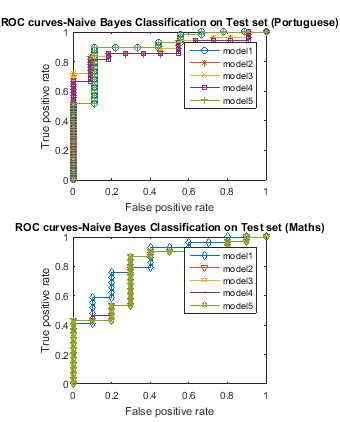 ROC curves-Naive Bayes Classification on Test set (Portuguese)
1
0.8
0.6
0.4
0.2
0
True positive rate
model1
model2
model3
model4
model5
0 0.2 0.4 0.6 0.8 1
False positive rate
ROC curves-Naive Bayes Classification on Test set (Maths)
1
0.8
0.6
0.4
0.2
0
True positive rate
model1
model2
model3
model4
model5
0 0.2 0.4 0.6 0.8 1
False positive rate